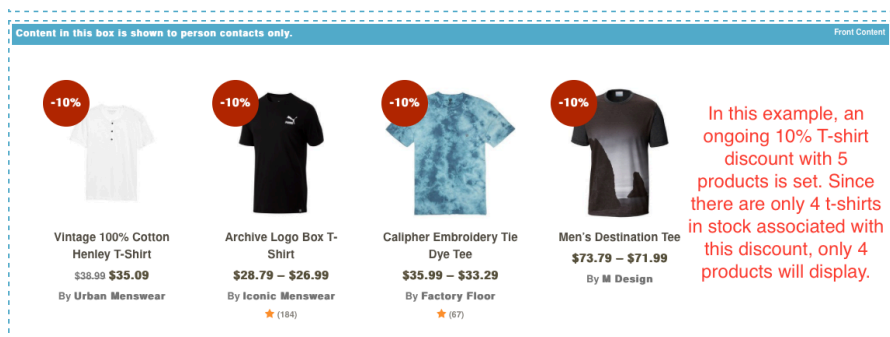 Content in this box is shown to person contacts only.
Front Content
-10%
-10%
-10%
-10%
Vintage 100% Cotton
Henley T-Shirt
$38.99 $35.09
By Urban Menswear
Archive Logo Box T-
Shirt
$28.79 – $26.99
By Iconic Menswear
(184)
Calipher Embroidery Tie
Dye Tee
$35.99 – $33.29
By Factory Floor
(67)
Men's Destination Tee
$73.79 – $71.99
By M Design
In this example, an
ongoing 10% T-shirt
discount with 5
products is set. Since
there are only 4 t-shirts
in stock associated with
this discount, only 4
products will display.